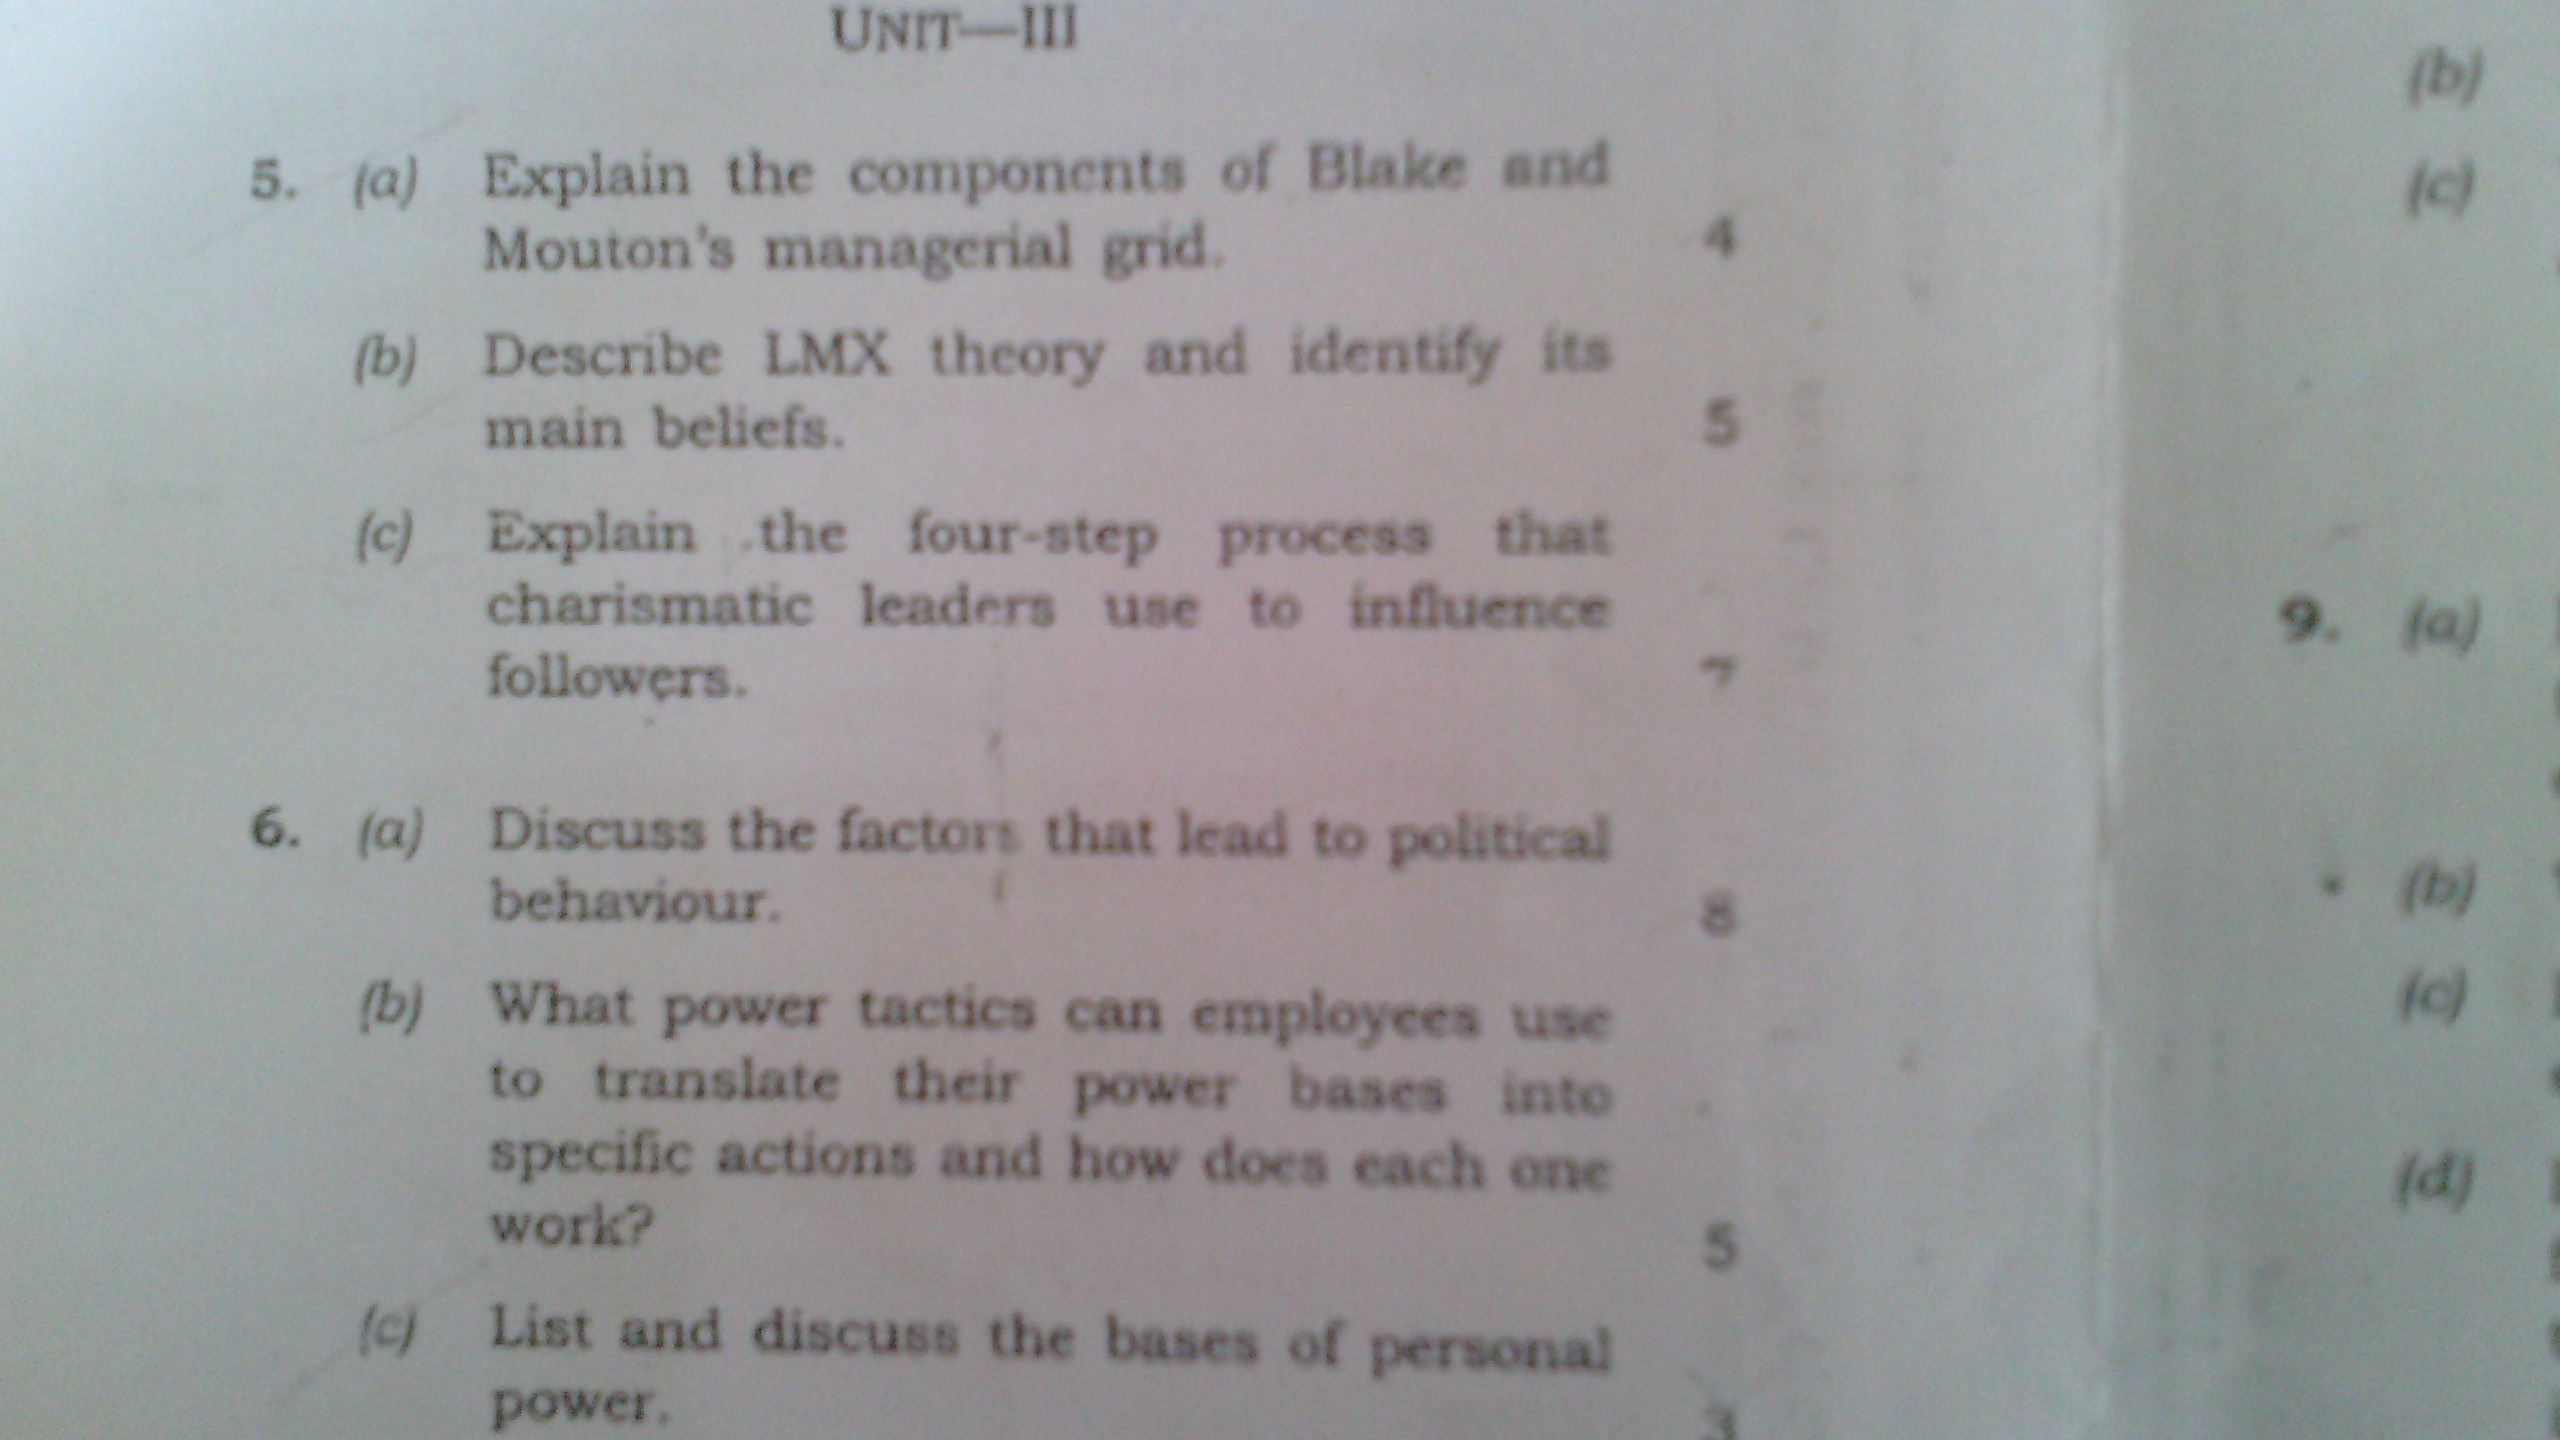 UNIT—III
5. (a) Explain the components of Blake and
Mouton's managerial grid. 4
(b) Describe LMX theory and identify its
main beliefs. 5
(c) Explain the four-step process that
charismatic leaders use to influence
followers. 7
6. (a) Discuss the factors that lead to political
behaviour. 8
(b) What power tactics can employees use
to translate their power bases into
specific actions and how does each one
work? 5
(c) List and discuss the bases of personal
power. 3
(b)
(c)
9. (a)
(b)
(c)
(d)